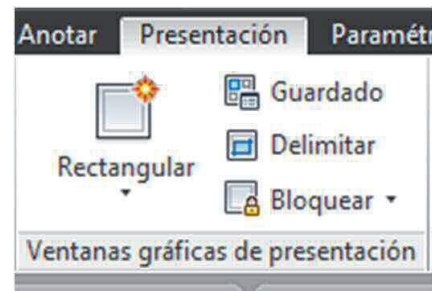 Anotar Presentación
Rectangular
Guardado
Delimitar
Bloquear
Ventanas gráficas de presentación